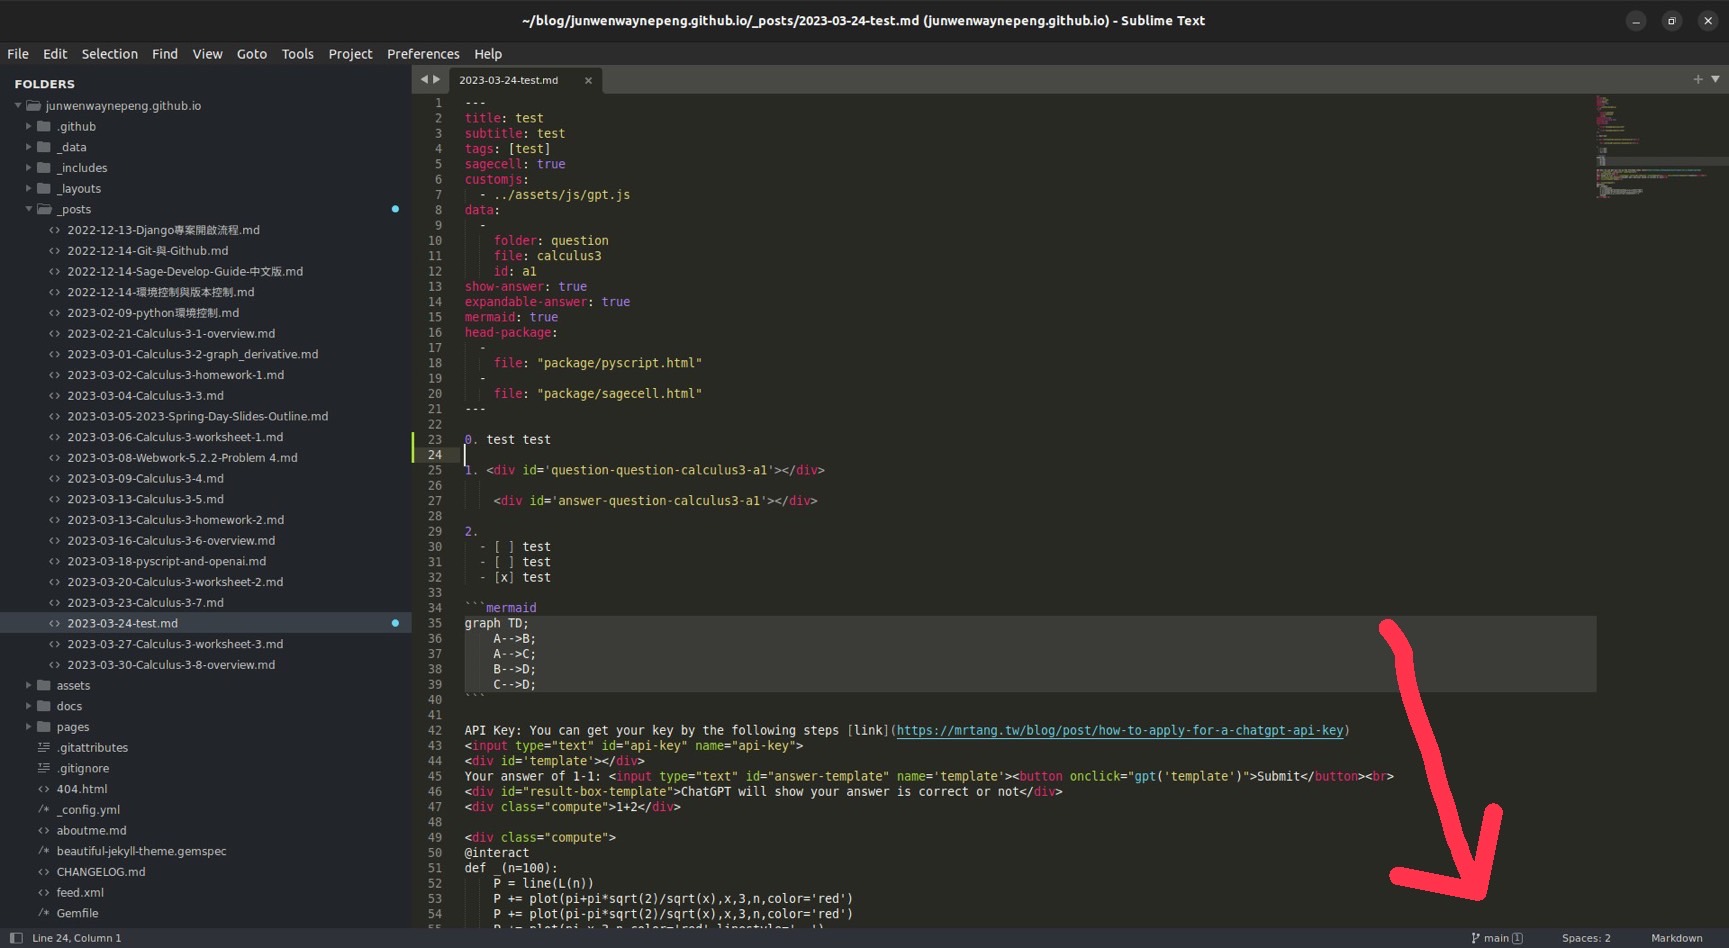 ~/blog/junwenwaynepeng.github.io/_posts/2023-03-24-test.md (junwenwaynepeng.github.io) - Sublime Text
File Edit Selection Find View Goto Tools Project Preferences Help
FOLDERS
junwenwaynepeng.github.io
.github
_data
_includes
_layouts
_posts
2022-12-13-Django專案開啟流程.md
2022-12-14-Git-與-Github.md
2022-12-14-Sage-Develop-Guide-中文版.md
2022-12-14-環境控制與版本控制.md
2023-02-09-python環境控制.md
2023-02-21-Calculus-3-1-overview.md
2023-03-01-Calculus-3-2-graph_derivative.md
2023-03-02-Calculus-3-homework-1.md
2023-03-04-Calculus-3-3.md
2023-03-05-2023-Spring-Day-Slides-Outline.md
2023-03-06-Calculus-3-worksheet-1.md
2023-03-08-Webwork-5.2.2-Problem 4.md
2023-03-09-Calculus-3-4.md
2023-03-13-Calculus-3-5.md
2023-03-13-Calculus-3-homework-2.md
2023-03-16-Calculus-3-6-overview.md
2023-03-18-pyscript-and-openai.md
2023-03-20-Calculus-3-worksheet-2.md
2023-03-23-Calculus-3-7.md
2023-03-24-test.md
2023-03-27-Calculus-3-worksheet-3.md
2023-03-30-Calculus-3-8-overview.md
assets
docs
pages
.gitattributes
.gitignore
404.html
_config.yml
aboutme.md
beautiful-jekyll-theme.gemspec
CHANGELOG.md
feed.xml
Gemfile
2023-03-24-test.md
1 ---
2 title: test
3 subtitle: test
4 tags: [test]
5 sagecell: true
6 customjs:
7   - ../assets/js/gpt.js
8 data:
9   -
10     folder: question
11     file: calculus3
12     id: a1
13 show-answer: true
14 expandable-answer: true
15 mermaid: true
16 head-package:
17   -
18     file: "package/pyscript.html"
19   -
20     file: "package/sagecell.html"
21 ---
22
23 0. test test
24
25 1. <div id='question-question-calculus3-a1'></div>
26
27     <div id='answer-question-calculus3-a1'></div>
28
29 2.
30   - [ ] test
31   - [ ] test
32   - [x] test
33
34 ```mermaid
35 graph TD;
36     A-->B;
37     A-->C;
38     B-->D;
39     C-->D;
40 ```
41
42 API Key: You can get your key by the following steps [link](https://mrtang.tw/blog/post/how-to-apply-for-a-chatgpt-api-key)
43 <input type="text" id="api-key" name="api-key">
44 <div id='template'></div>
45 Your answer of 1-1: <input type="text" id="answer-template" name='template'><button onclick="gpt('template')">Submit</button><br>
46 <div id="result-box-template">ChatGPT will show your answer is correct or not</div>
47 <div class="compute">1+2</div>
48
49 <div class="compute">
50 @interact
51 def _(n=100):
52     P = line(L(n))
53     P += plot(pi+pi*sqrt(2)/sqrt(x),x,3,n,color='red')
54     P += plot(pi-pi*sqrt(2)/sqrt(x),x,3,n,color='red')
Line 24, Column 1
main 1
Spaces: 2
Markdown